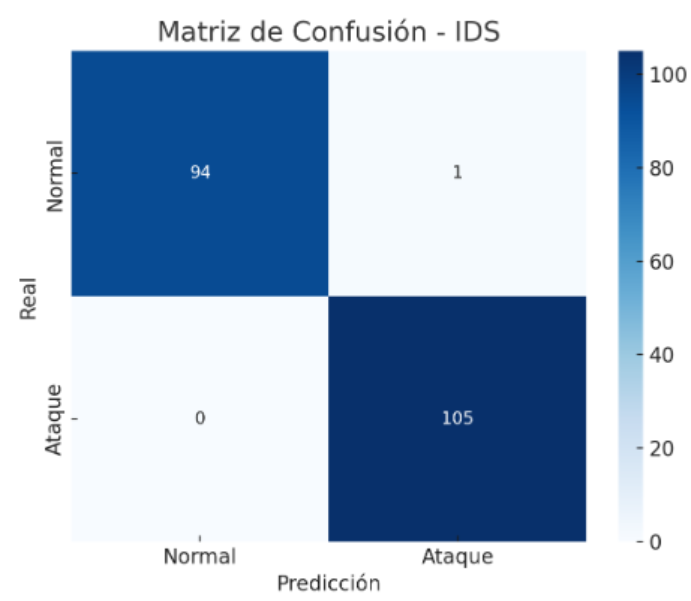 Matriz de Confusión - IDS
Normal
94
1
Real
Ataque
0
105
Normal
Ataque
Predicción
100
80
60
40
20
0